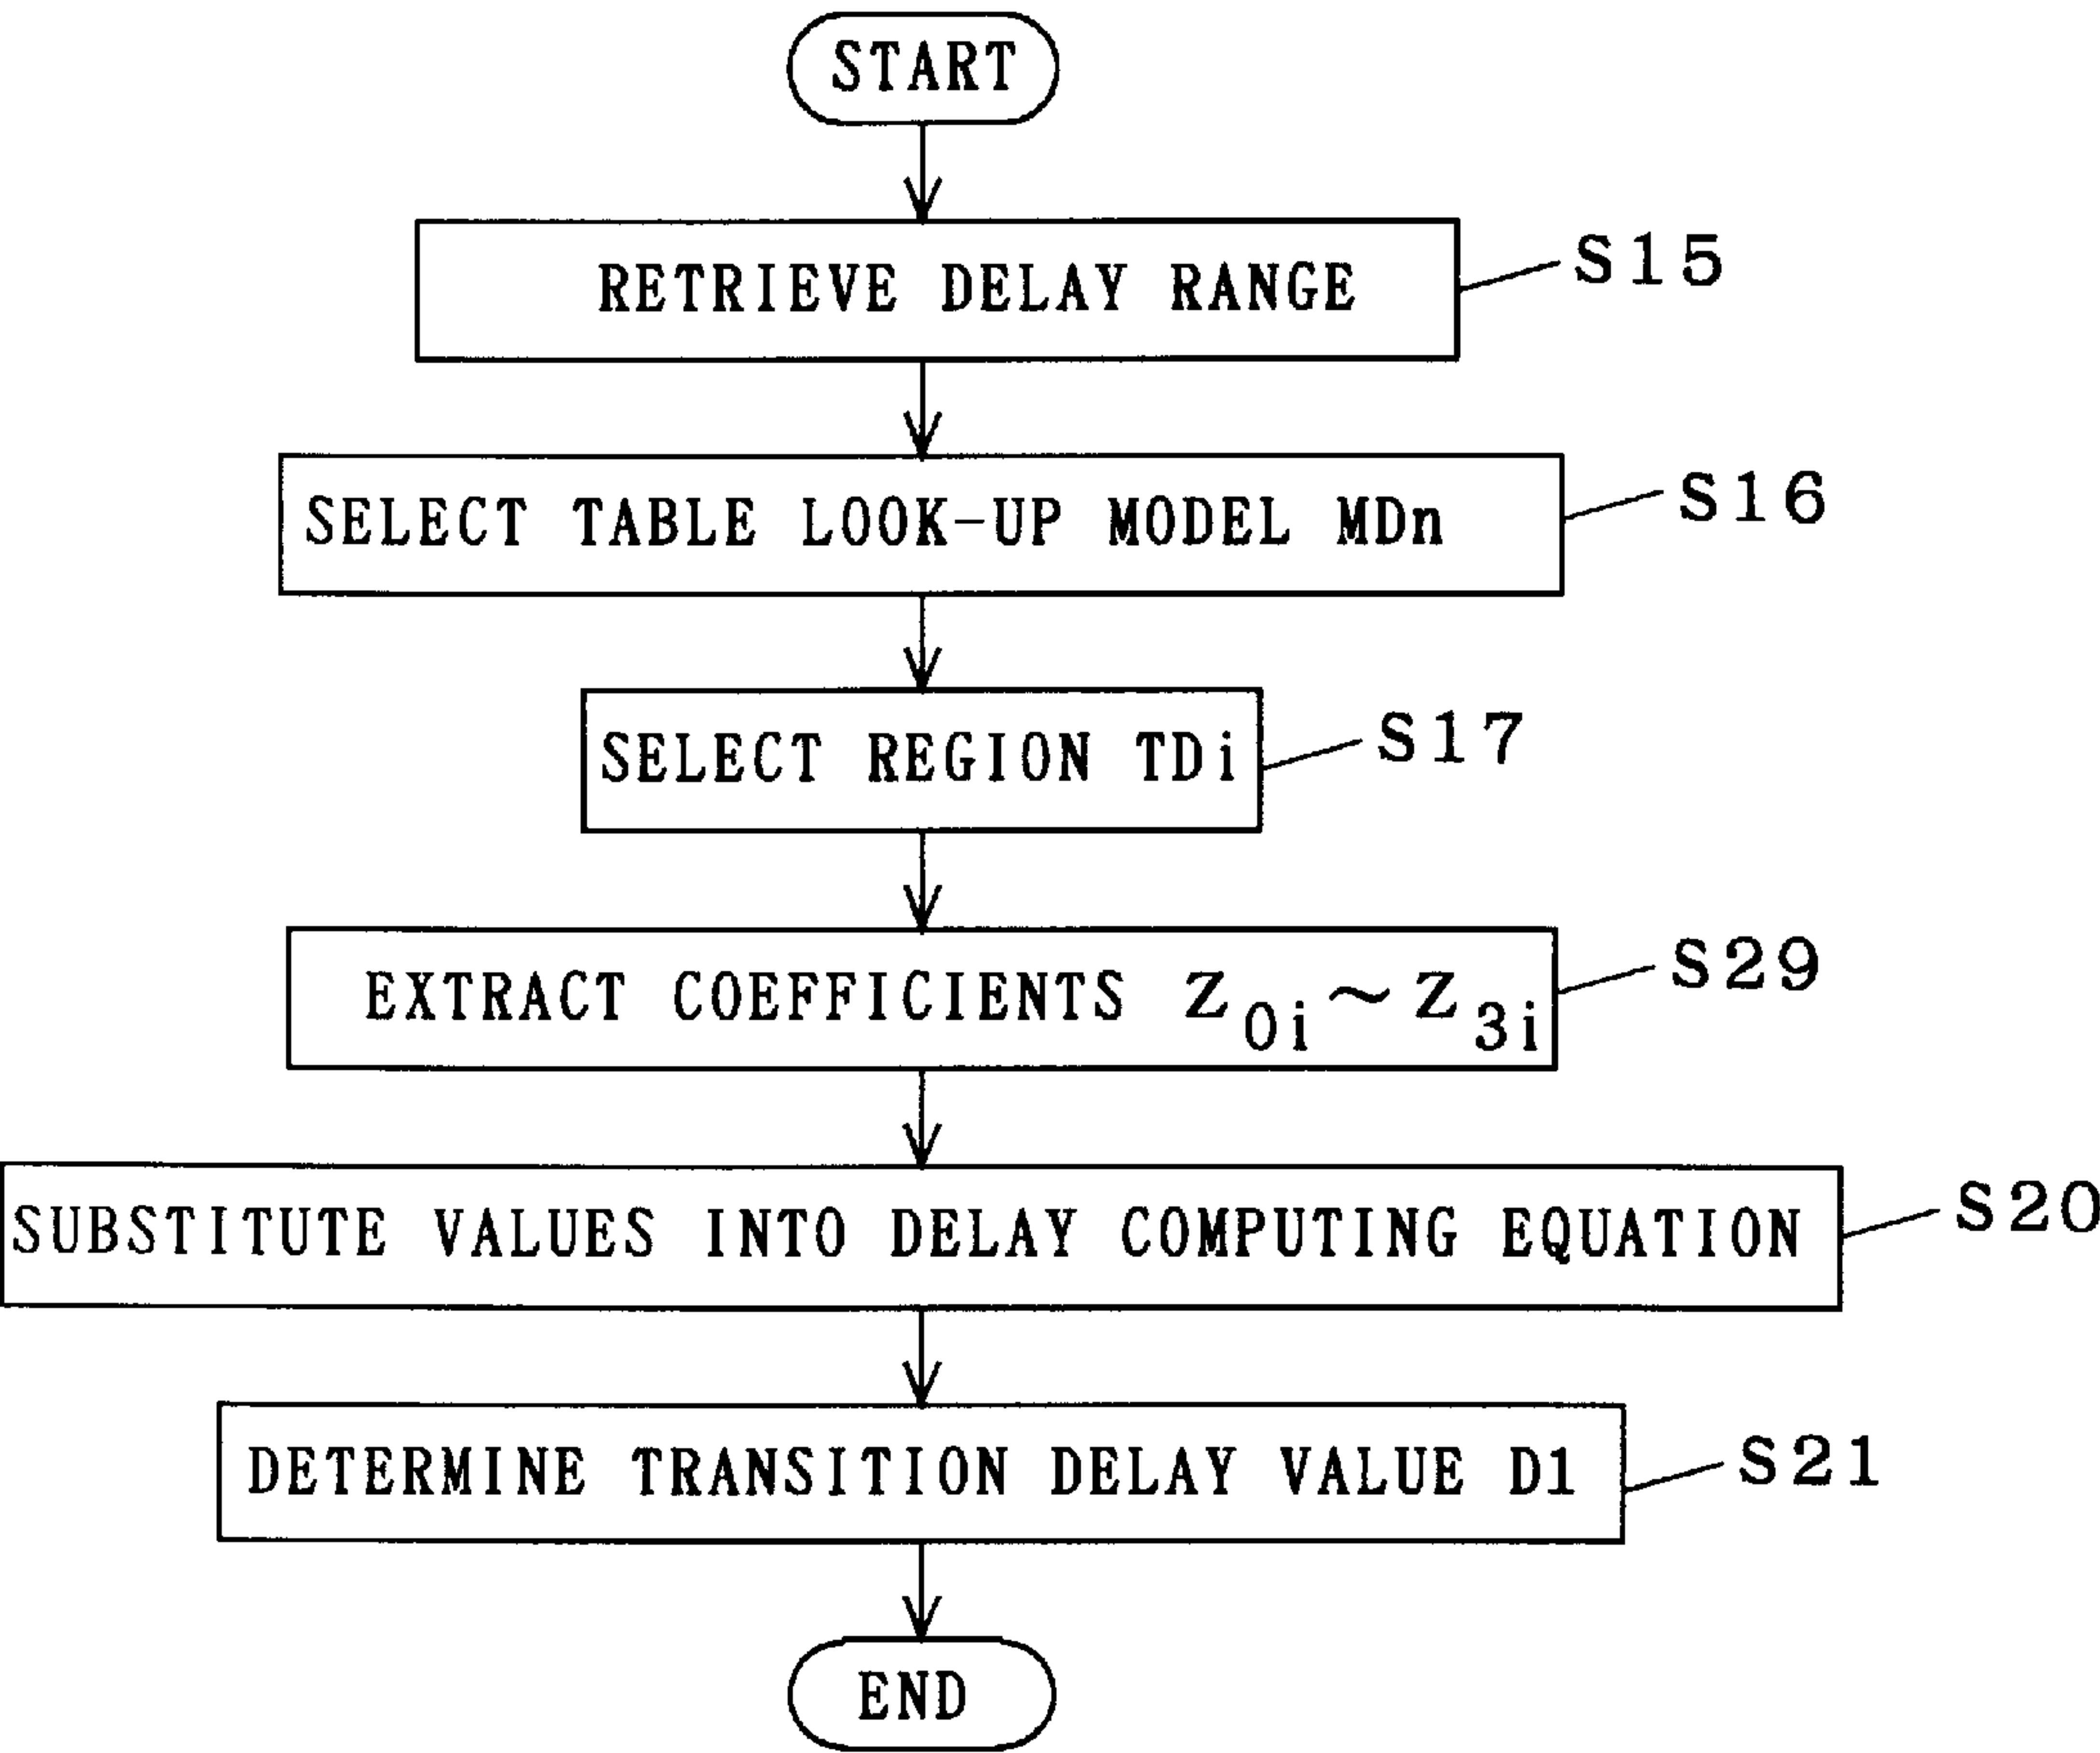 START
RETRIEVE DELAY RANGE
S15
SELECT TABLE LOOK-UP MODEL MDn
S16
SELECT REGION TDi
S17
EXTRACT COEFFICIENTS Z0i~Z3i
S29
SUBSTITUTE VALUES INTO DELAY COMPUTING EQUATION
S20
DETERMINE TRANSITION DELAY VALUE D1
S21
END